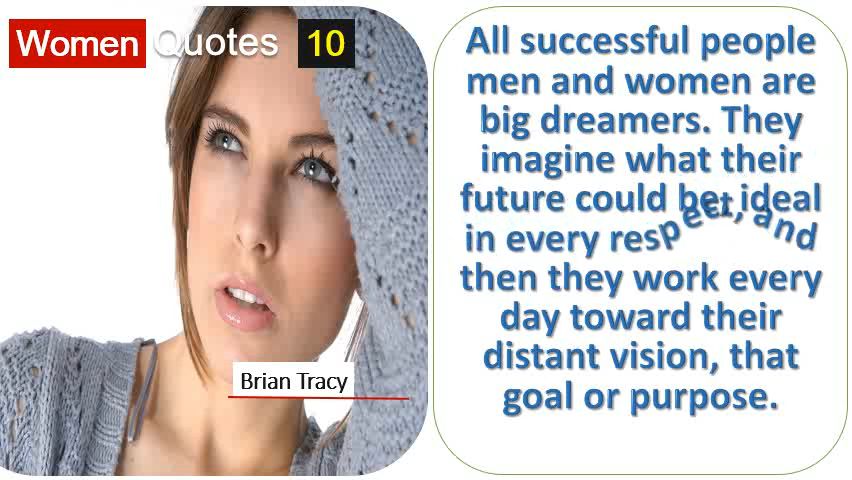 Women Quotes 10
Brian Tracy
All successful people
men and women are
big dreamers. They
imagine what their
future could be, ideal
in every respect, and
then they work every
day toward their
distant vision, that
goal or purpose.